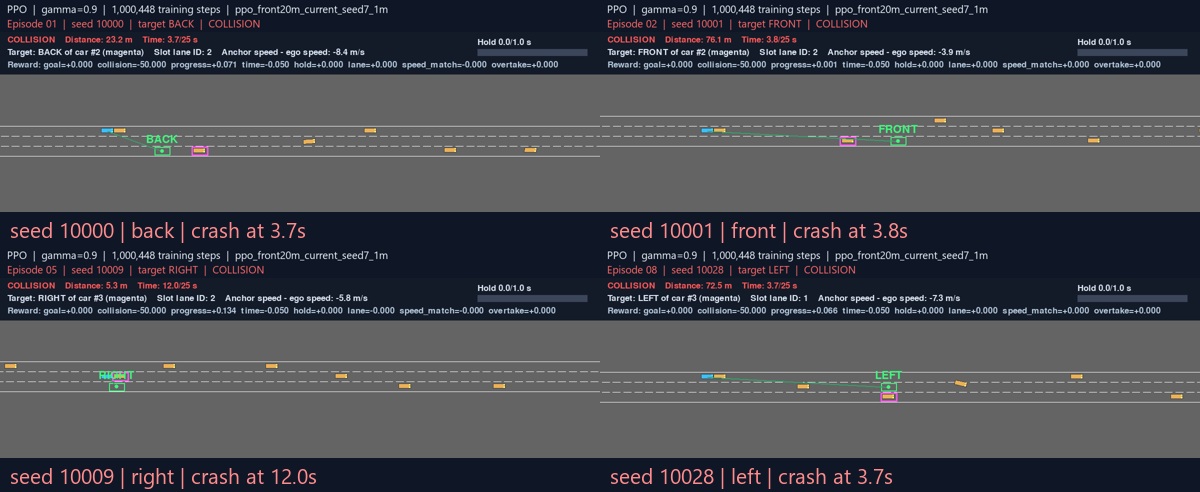 PPO | gamma=0.9 | 1,000,448 training steps | ppo_front20m_current_seed7_1m
Episode 01 | seed 10000 | target BACK | COLLISION
COLLISION Distance: 23.2 m Time: 3.7/25 s
Hold 0.0/1.0 s
Target: BACK of car #2 (magenta) Slot lane ID: 2 Anchor speed - ego speed: -8.4 m/s
Reward: goal=+0.000 collision=-50.000 progress=+0.071 time=-0.050 hold=+0.000 lane=+0.000 speed_match=-0.000 overtake=+0.000
BACK
seed 10000 | back | crash at 3.7s
PPO | gamma=0.9 | 1,000,448 training steps | ppo_front20m_current_seed7_1m
Episode 02 | seed 10001 | target FRONT | COLLISION
COLLISION Distance: 76.1 m Time: 3.8/25 s
Hold 0.0/1.0 s
Target: FRONT of car #2 (magenta) Slot lane ID: 2 Anchor speed - ego speed: -3.9 m/s
Reward: goal=+0.000 collision=-50.000 progress=+0.001 time=-0.050 hold=+0.000 lane=+0.000 speed_match=+0.000 overtake=+0.000
FRONT
seed 10001 | front | crash at 3.8s
PPO | gamma=0.9 | 1,000,448 training steps | ppo_front20m_current_seed7_1m
Episode 05 | seed 10009 | target RIGHT | COLLISION
COLLISION Distance: 5.3 m Time: 12.0/25 s
Hold 0.0/1.0 s
Target: RIGHT of car #3 (magenta) Slot lane ID: 2 Anchor speed - ego speed: -5.8 m/s
Reward: goal=+0.000 collision=-50.000 progress=+0.134 time=-0.050 hold=+0.000 lane=-0.000 speed_match=-0.000 overtake=+0.000
RIGHT
seed 10009 | right | crash at 12.0s
PPO | gamma=0.9 | 1,000,448 training steps | ppo_front20m_current_seed7_1m
Episode 08 | seed 10028 | target LEFT | COLLISION
COLLISION Distance: 72.5 m Time: 3.7/25 s
Hold 0.0/1.0 s
Target: LEFT of car #3 (magenta) Slot lane ID: 1 Anchor speed - ego speed: -7.3 m/s
Reward: goal=+0.000 collision=-50.000 progress=+0.066 time=-0.050 hold=+0.000 lane=+0.000 speed_match=+0.000 overtake=+0.000
LEFT
seed 10028 | left | crash at 3.7s